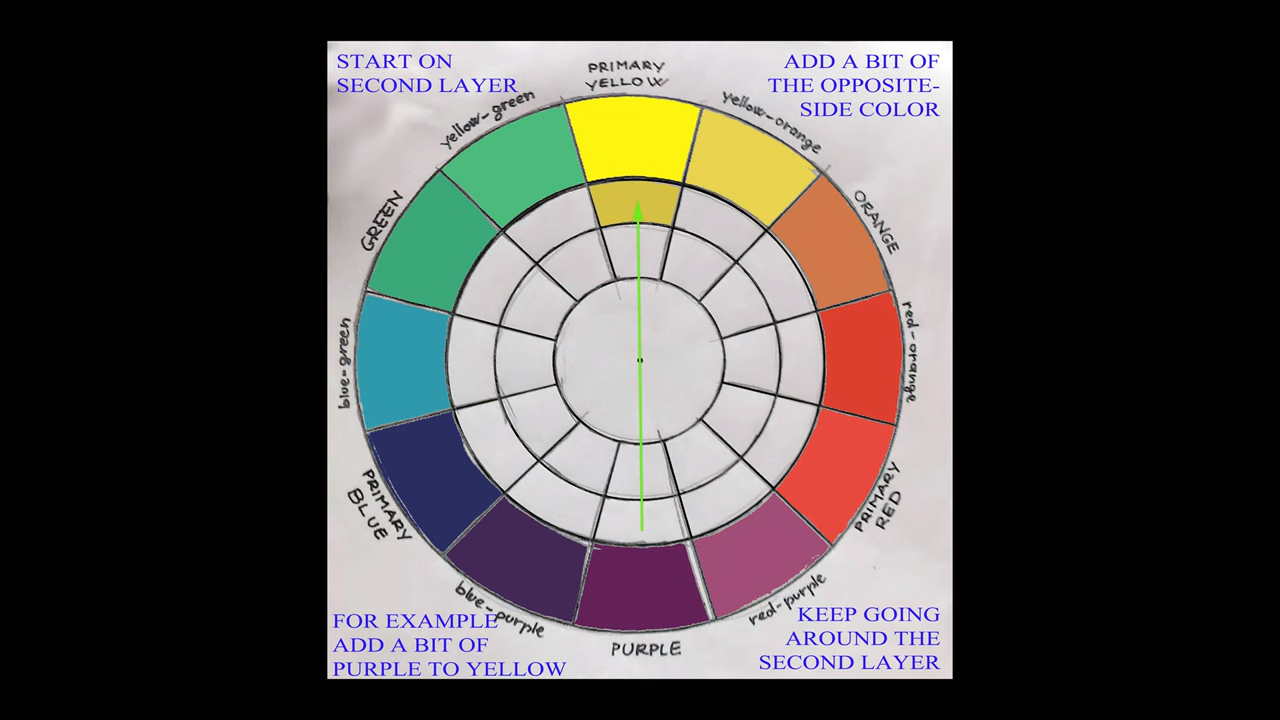 START ON
SECOND LAYER
ADD A BIT OF
THE OPPOSITE-
SIDE COLOR
PRIMARY
YELLOW
yellow-green
yellow-orange
GREEN
ORANGE
blue-green
red-orange
PRIMARY
BLUE
PRIMARY
RED
blue-purple
red-purple
PURPLE
FOR EXAMPLE
ADD A BIT OF
PURPLE TO YELLOW
KEEP GOING
AROUND THE
SECOND LAYER